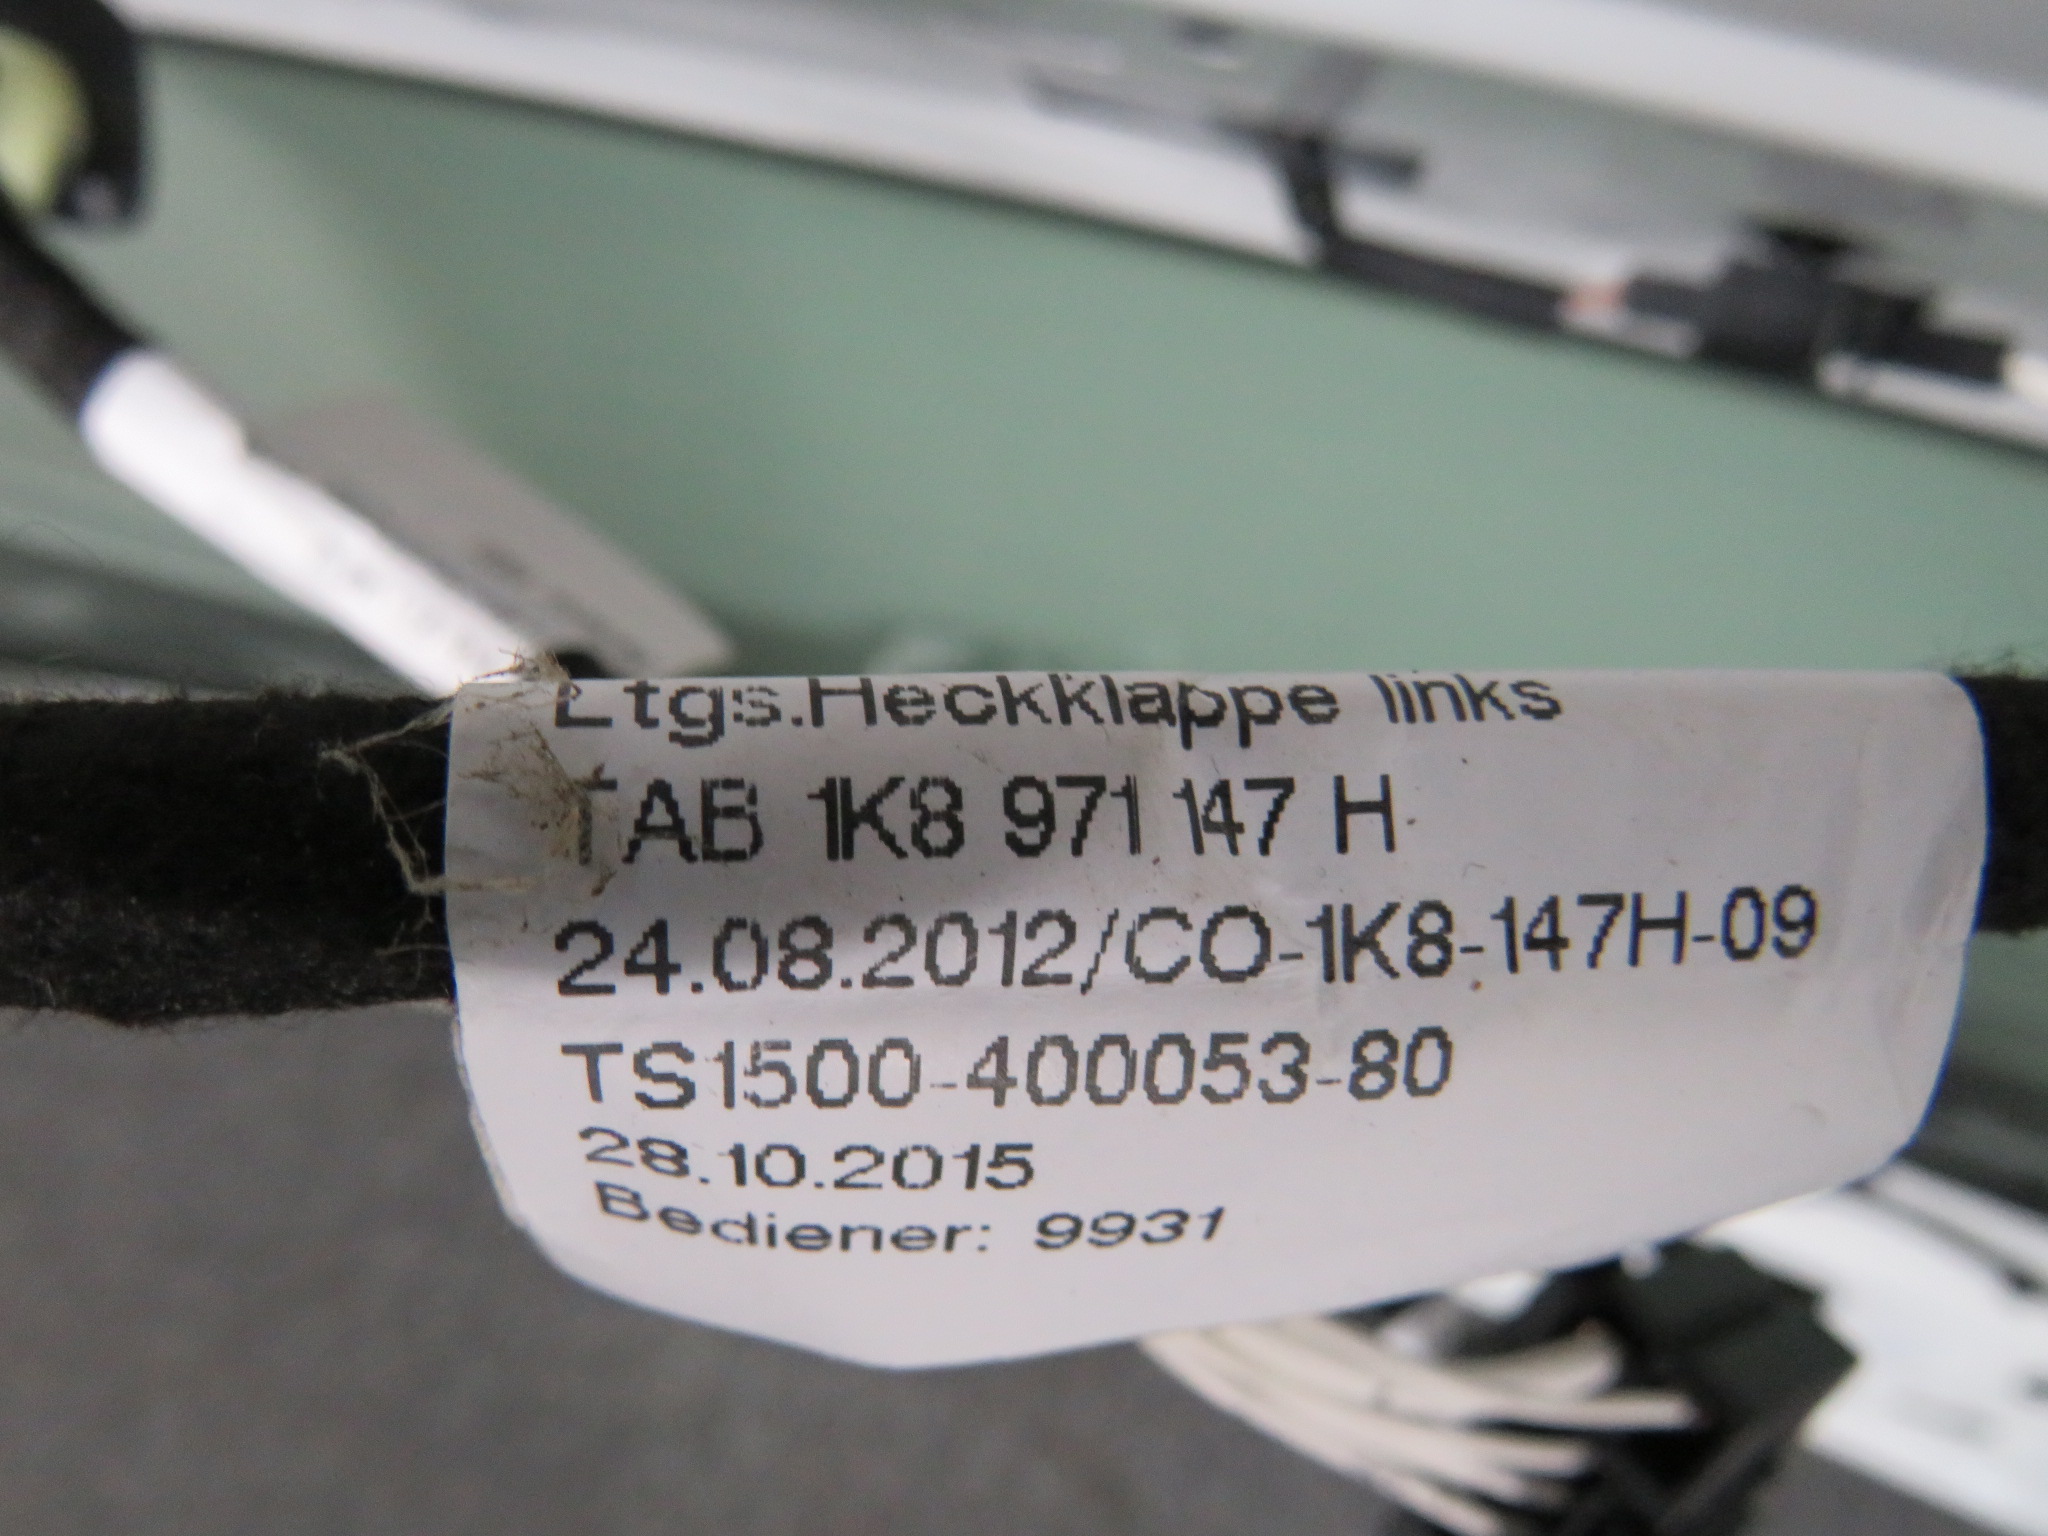 Ltgs.Heckklappe links
TAB 1K8 971 147 H
24.08.2012/CO-1K8-147H-09
TS1500-400053-80
28.10.2015
Bediener: 9931